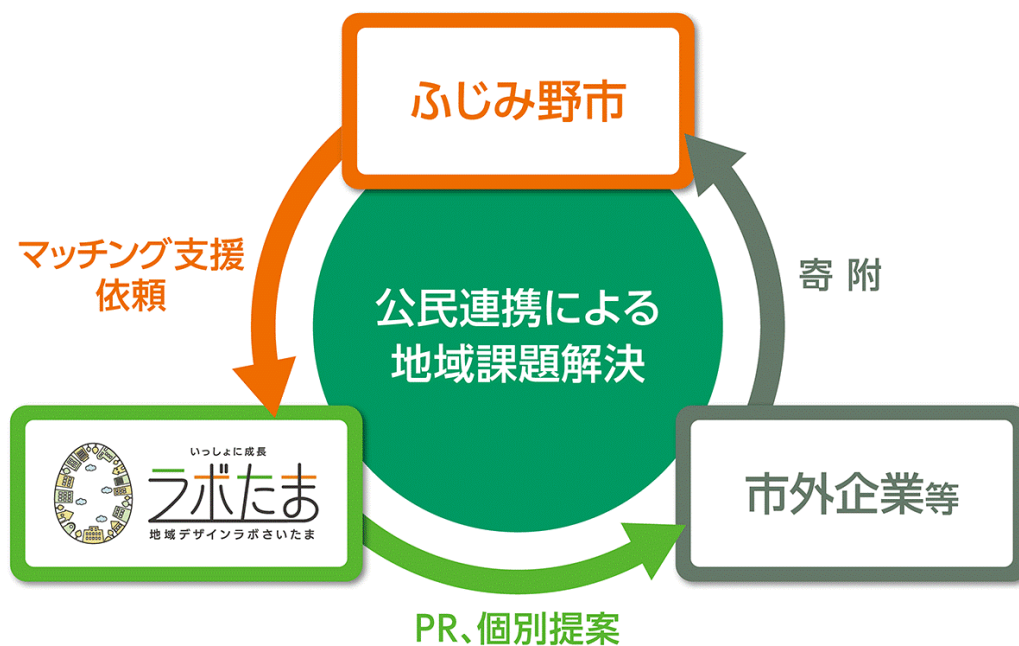 ふじみ野市
マッチング支援
依頼
寄 附
公民連携による
地域課題解決
いっしょに成長
ラボたま
地域デザインラボさいたま
市外企業等
PR、個別提案